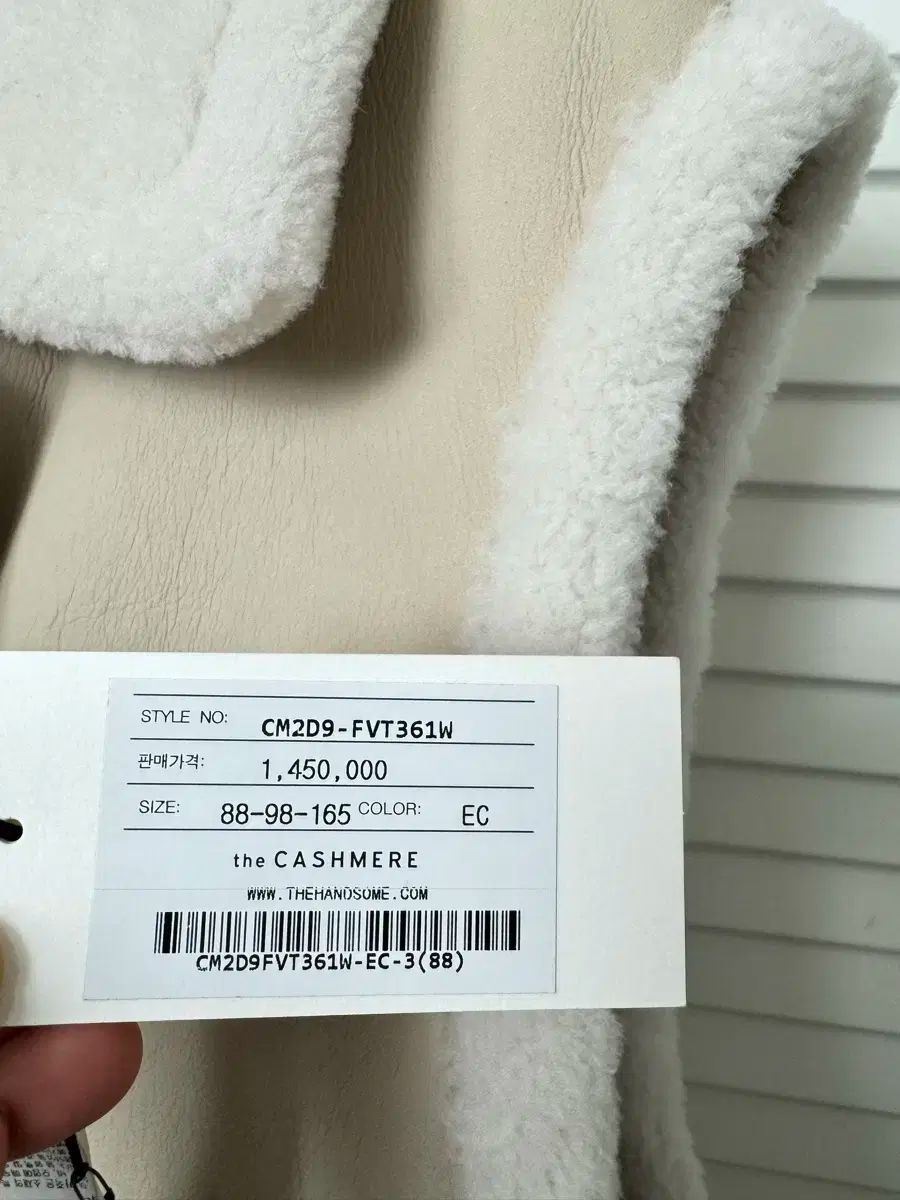 STYLE NO: CM2D9-FVT361W
판매가격: 1,450,000
SIZE: 88-98-165 COLOR: EC
the CASHMERE
WWW.THEHANDSOME.COM
CM2D9FVT361W-EC-3(88)